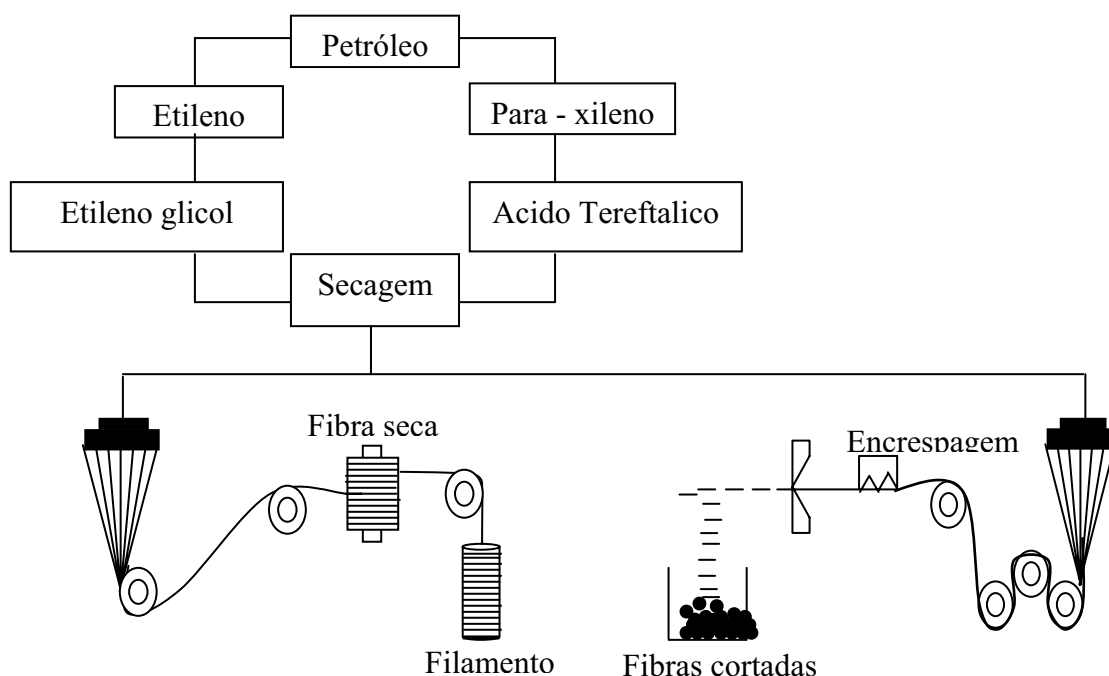 Petróleo
Etileno
Para - xileno
Etileno glicol
Acido Tereftalico
Secagem
Fibra seca
Encrespagem
Filamento
Fibras cortadas